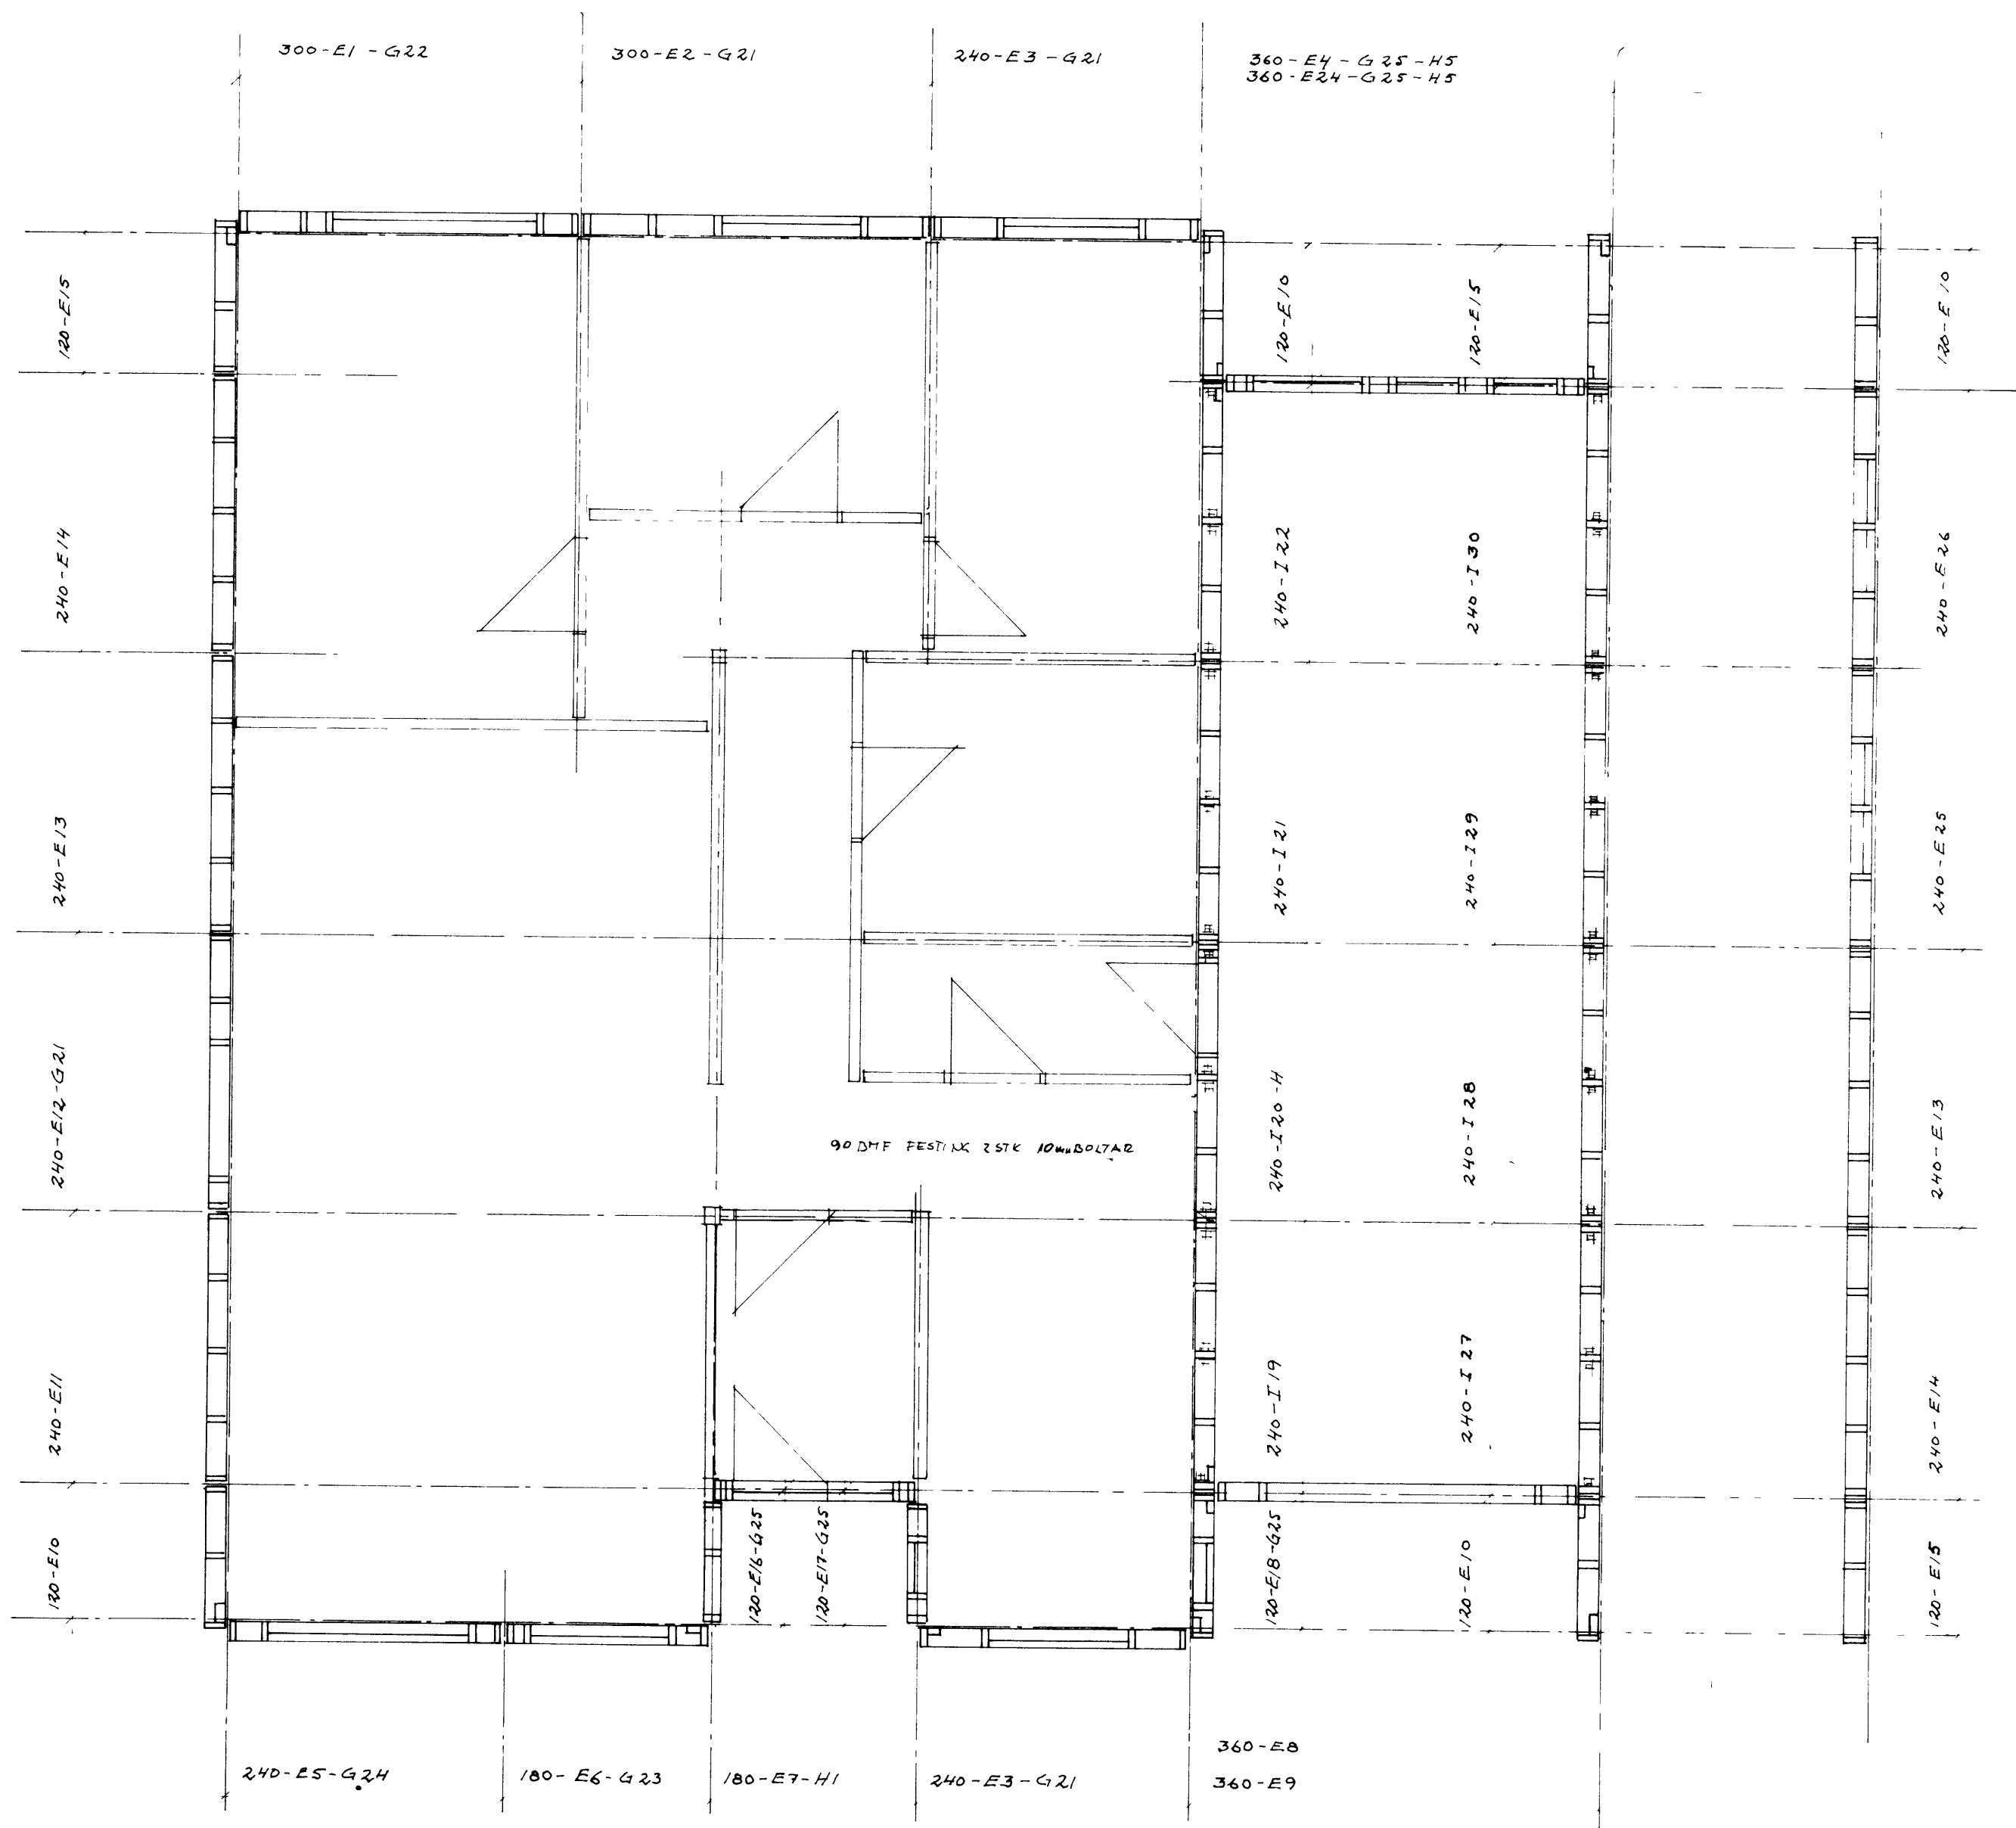 300-E1-G22
300-E2-G21
240-E3-G21
360-E4-G25-H5
360-E24-G25-H5
120-E15
240-E14
240-E13
240-E12-G21
240-E11
120-E10
120-E10
240-I22
240-I21
240-I20-H
240-I19
120-E18-G25
120-E15
240-I30
240-I29
240-I28
240-I27
120-E10
120-E10
240-E26
240-E25
240-E13
240-E14
120-E15
90 DMF FESTING 2STK 10mmBOLTAR
120-E16-G25
120-E17-G25
240-E5-G24
180-E6-G23
180-E7-H1
240-E3-G21
360-E8
360-E9